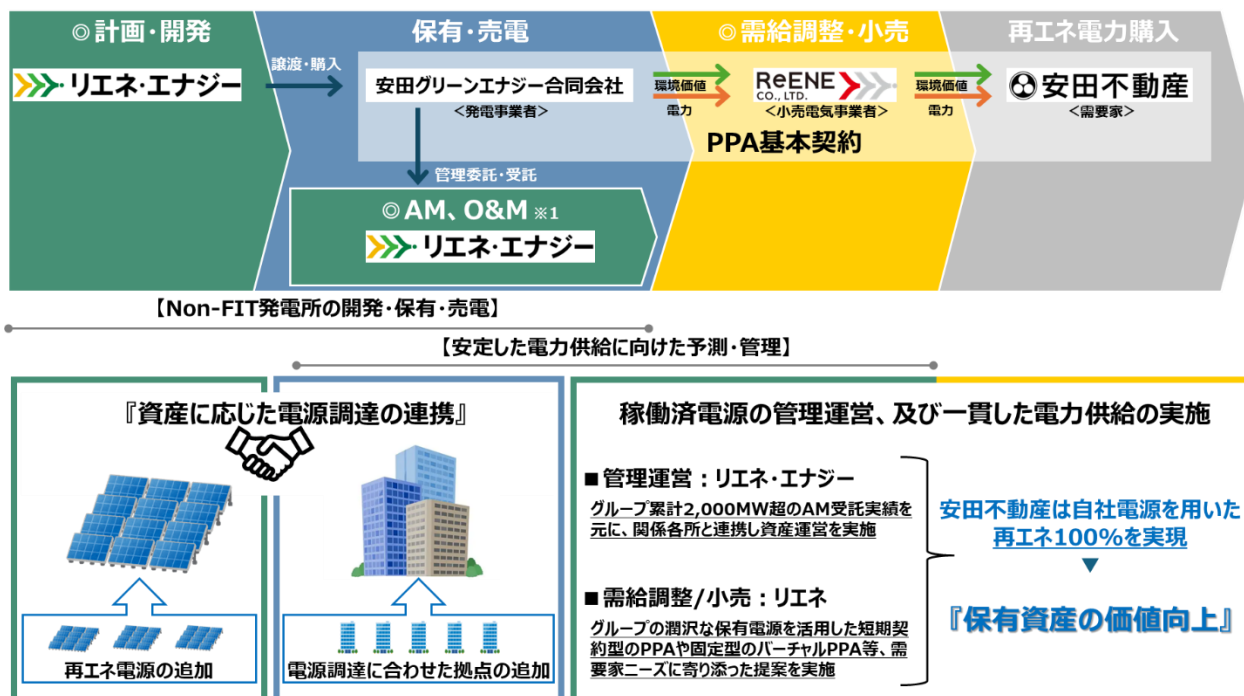 ◎計画・開発
保有・売電
◎需給調整・小売
再エネ電力購入
リエネ・エナジー
譲渡・購入
安田グリーンエナジー合同会社
<発電事業者>
環境価値
電力
ReENE
CO., LTD.
<小売電気事業者>
環境価値
電力
安田不動産
<需要家>
PPA基本契約
管理委託・受託
◎AM、O&M ※1
リエネ・エナジー
【Non-FIT発電所の開発・保有・売電】
【安定した電力供給に向けた予測・管理】
『資産に応じた電源調達の連携』
再エネ電源の追加
電源調達に合わせた拠点の追加
稼働済電源の管理運営、及び一貫した電力供給の実施
■管理運営：リエネ・エナジー
グループ累計2,000MW超のAM受託実績を
元に、関係各所と連携し資産運営を実施
■需給調整/小売：リエネ
グループの潤沢な保有電源を活用した短期契
約型のPPAや固定型のバーチャルPPA等、需
要家ニーズに寄り添った提案を実施
安田不動産は自社電源を用いた
再エネ100%を実現
▼
『保有資産の価値向上』